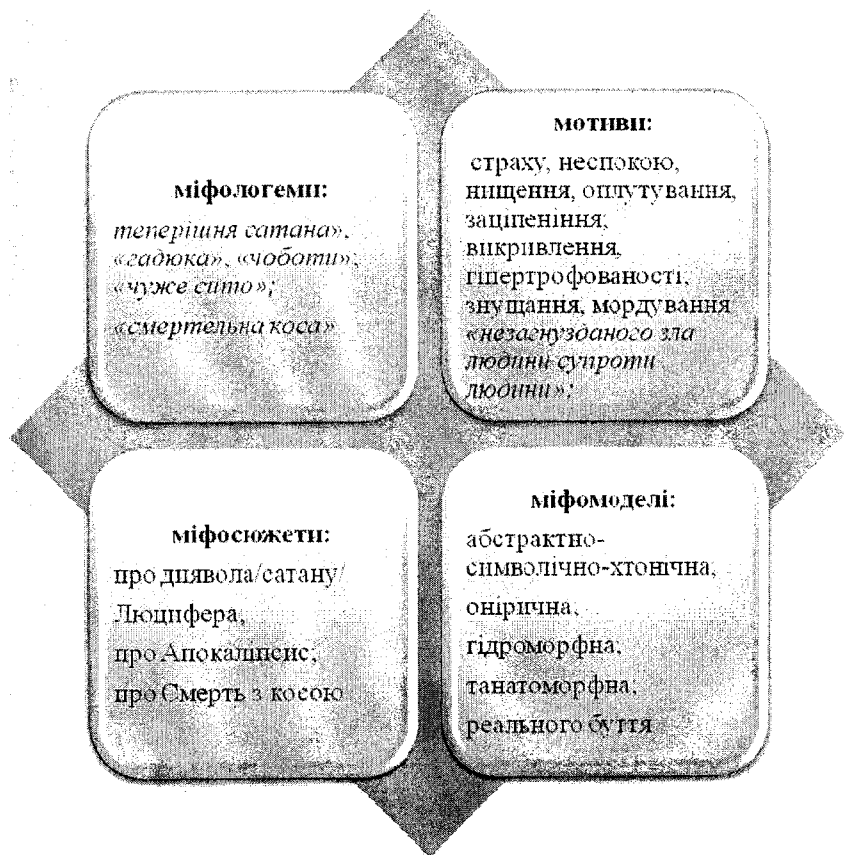 міфологеми:
теперішня сатана»,
«гадюка», «чоботи»,
«чуже сито»;
«смертельна коса»
мотиви:
страху, неспокою,
нищення, оплутування,
заціпеніння;
викривлення,
гіпертрофованості,
знущання, мордування
«незагнузданого зла
людини супроти
людини»;
міфосюжети:
про диявола/сатану/
Люцифера,
про Апокаліпсис;
про Смерть з косою
міфомоделі:
абстрактно-
символічно-хтонічна,
онірична,
гідроморфна;
танатоморфна;
реального буття